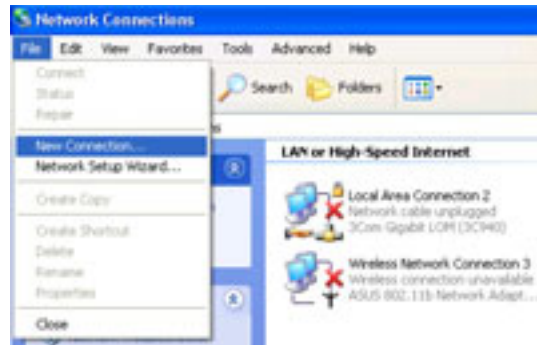 Network Connections
File Edit View Favorites Tools Advanced Help
Connect
Status
Repair
New Connection...
Network Setup Wizard...
Create Copy
Create Shortcut
Delete
Rename
Properties
Close
Search Folders
LAN or High-Speed Internet
Local Area Connection 2
Network cable unplugged
3Com Gigabit LOM (3C940)
Wireless Network Connection 3
Wireless connection unavailable
ASUS 802.11b Network Adapt...